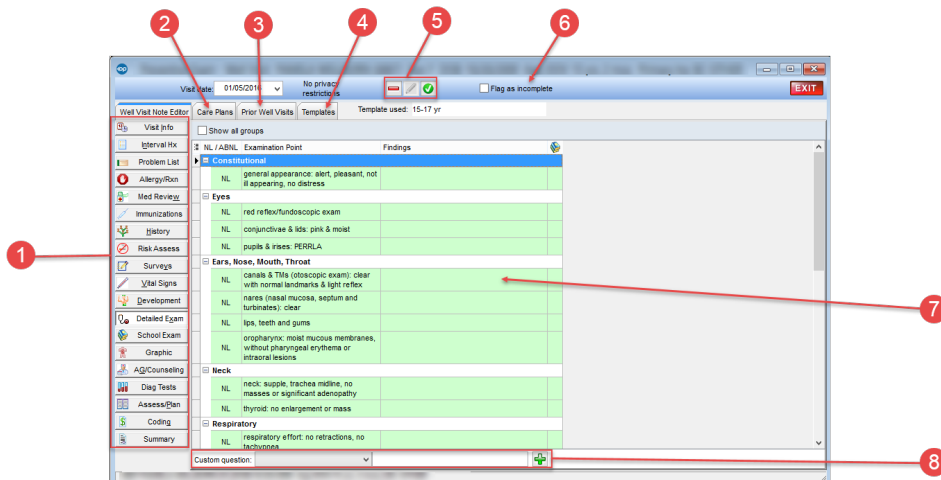 2
3
4
5
6
op
Visit date: 01/05/2016
No privacy
restrictions
Flag as incomplete
EXIT
Well Visit Note Editor
Care Plans
Prior Well Visits
Templates
Template used: 15-17 yr
1
Visit Info
Interval Hx
Problem List
Allergy/Rxn
Med Review
Immunizations
History
Risk Assess
Surveys
Vital Signs
Development
Detailed Exam
School Exam
Graphic
AG/Counseling
Diag Tests
Assess/Plan
Coding
Summary
Show all groups
NL / ABNL Examination Point Findings
Constitutional
NL general appearance: alert, pleasant, not
ill appearing, no distress
Eyes
NL red reflex/fundoscopic exam
NL conjunctivae & lids: pink & moist
NL pupils & irises: PERRLA
Ears, Nose, Mouth, Throat
NL canals & TMs (otoscopic exam): clear
with normal landmarks & light reflex
NL nares (nasal mucosa, septum and
turbinates): clear
NL lips, teeth and gums
NL oropharynx: moist mucous membranes,
without pharyngeal erythema or
intraoral lesions
Neck
NL neck: supple, trachea midline, no
masses or significant adenopathy
NL thyroid: no enlargement or mass
Respiratory
NL respiratory effort: no retractions, no
tachypnea
7
Custom question:
8